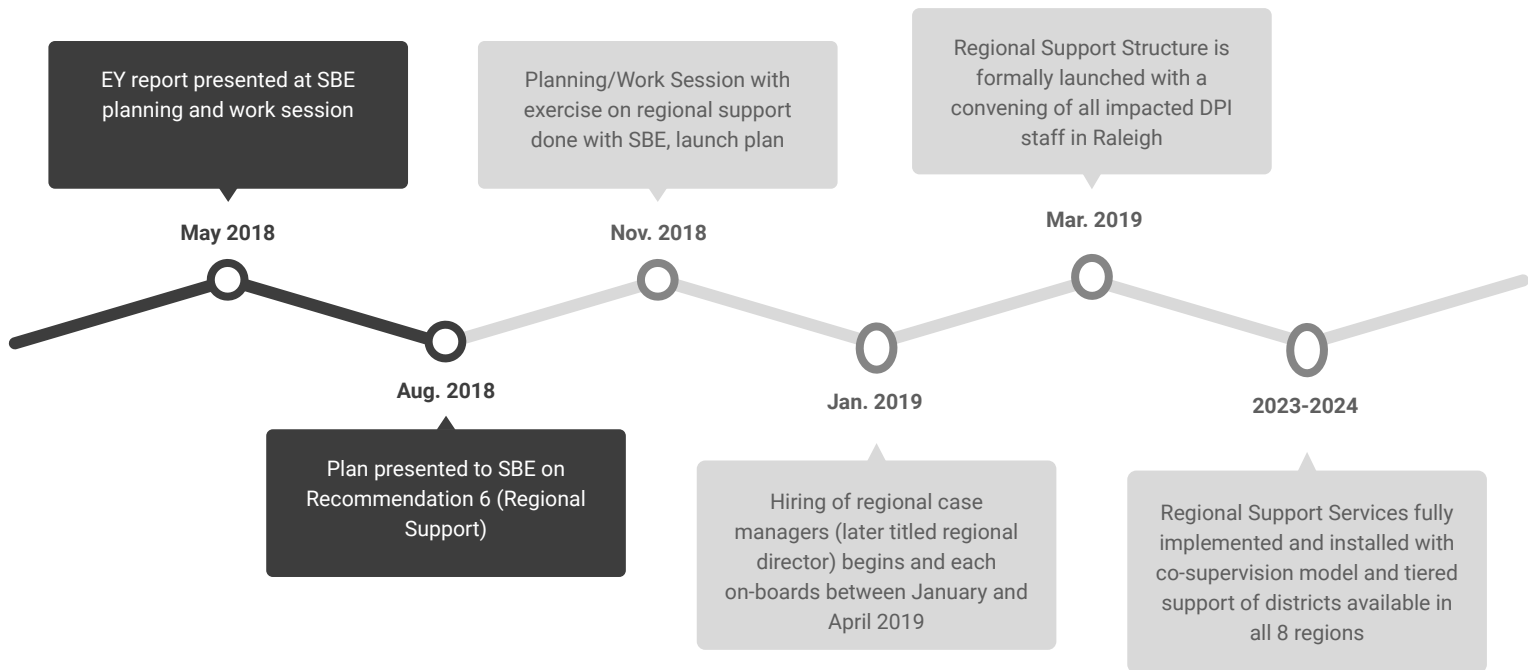 EY report presented at SBE
planning and work session
May 2018
Plan presented to SBE on
Recommendation 6 (Regional
Support)
Aug. 2018
Planning/Work Session with
exercise on regional support
done with SBE, launch plan
Nov. 2018
Hiring of regional case
managers (later titled regional
director) begins and each
on-boards between January and
April 2019
Jan. 2019
Regional Support Structure is
formally launched with a
convening of all impacted DPI
staff in Raleigh
Mar. 2019
Regional Support Services fully
implemented and installed with
co-supervision model and tiered
support of districts available in
all 8 regions
2023-2024